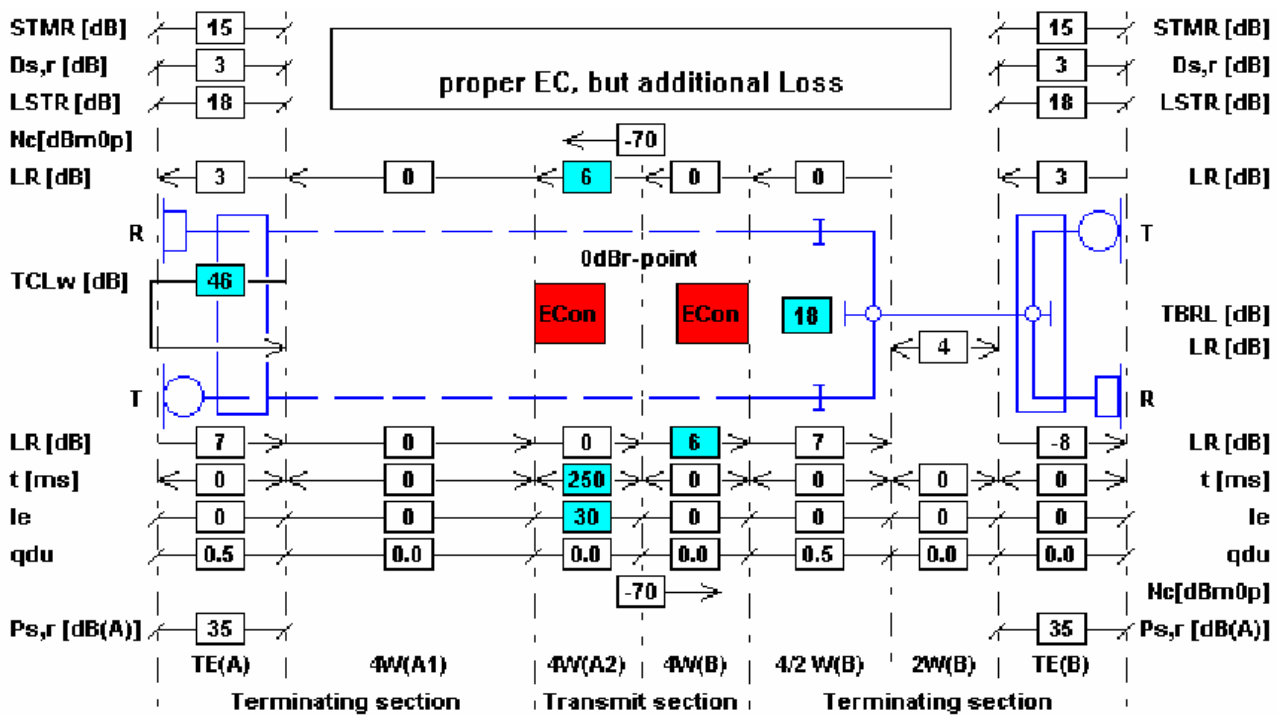 STMR [dB] 15 15 STMR [dB]
proper EC, but additional Loss
Ds,r [dB] 3 3 Ds,r [dB]
LSTR [dB] 18 18 LSTR [dB]
Nc[dBm0p] -70
LR [dB] 3 0 6 0 0 3 LR [dB]
R T
0dBr-point
TCLw [dB] 46
ECon ECon 18 TBRL [dB]
4 LR [dB]
T R
LR [dB] 7 0 0 6 7 -8 LR [dB]
t [ms] 0 0 250 0 0 0 0 t [ms]
Ie 0 0 30 0 0 0 0 Ie
qdu 0.5 0.0 0.0 0.0 0.5 0.0 0.0 qdu
-70 Nc[dBm0p]
Ps,r [dB(A)] 35 35 Ps,r [dB(A)]
TE(A) 4W(A1) 4W(A2) 4W(B) 4/2 W(B) 2W(B) TE(B)
Terminating section Transmit section Terminating section